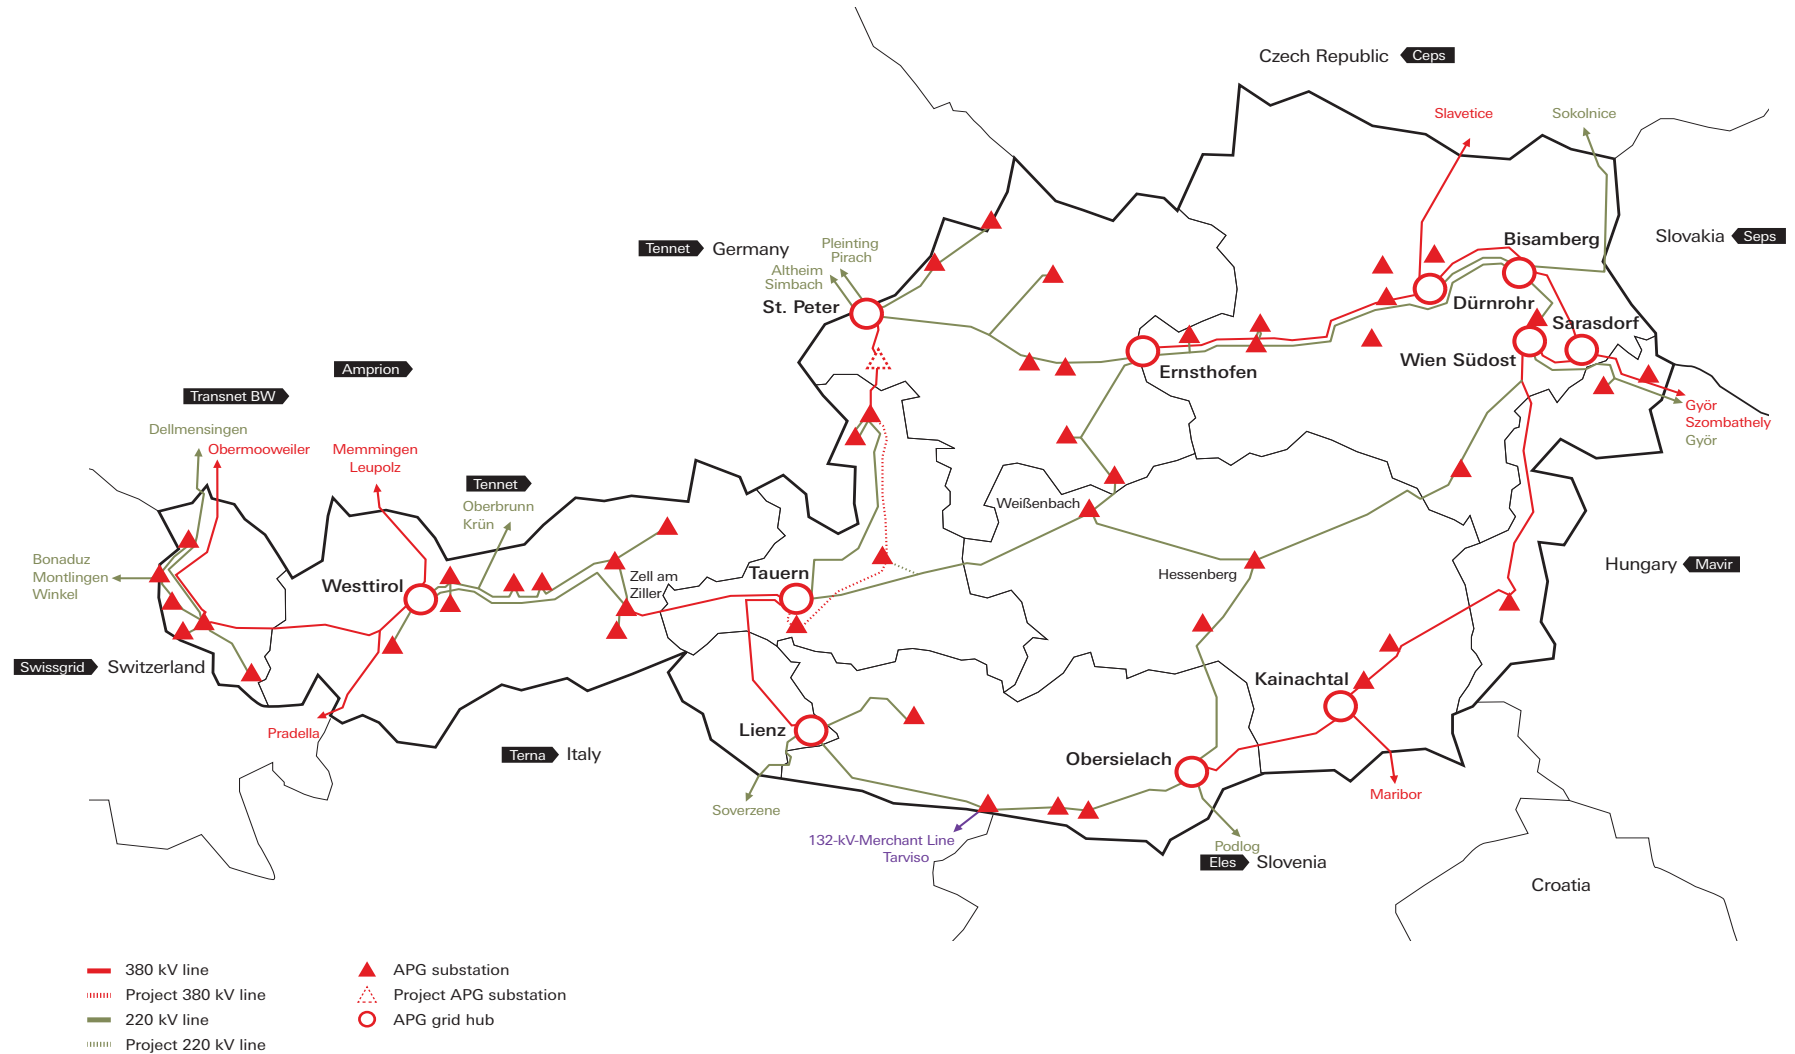 Czech Republic
Ceps
Slavetice
Sokolnice
Slovakia
Seps
Tennet
Germany
Pleinting
Pirach
Altheim
Simbach
St. Peter
Bisamberg
Dürnrohr
Sarasdorf
Wien Südost
Ernsthofen
Györ
Szombathely
Györ
Amprion
Transnet BW
Dellmensingen
Obermooweiler
Memmingen
Leupolz
Tennet
Oberbrunn
Krün
Weißenbach
Bonaduz
Montlingen
Winkel
Westtirol
Zell am
Ziller
Tauern
Hessenberg
Hungary
Mavir
Swissgrid
Switzerland
Pradella
Terna
Italy
Lienz
Kainachtal
Obersielach
Soverzene
Maribor
132-kV-Merchant Line
Tarviso
Podlog
Eles
Slovenia
Croatia
380 kV line
Project 380 kV line
220 kV line
Project 220 kV line
APG substation
Project APG substation
APG grid hub